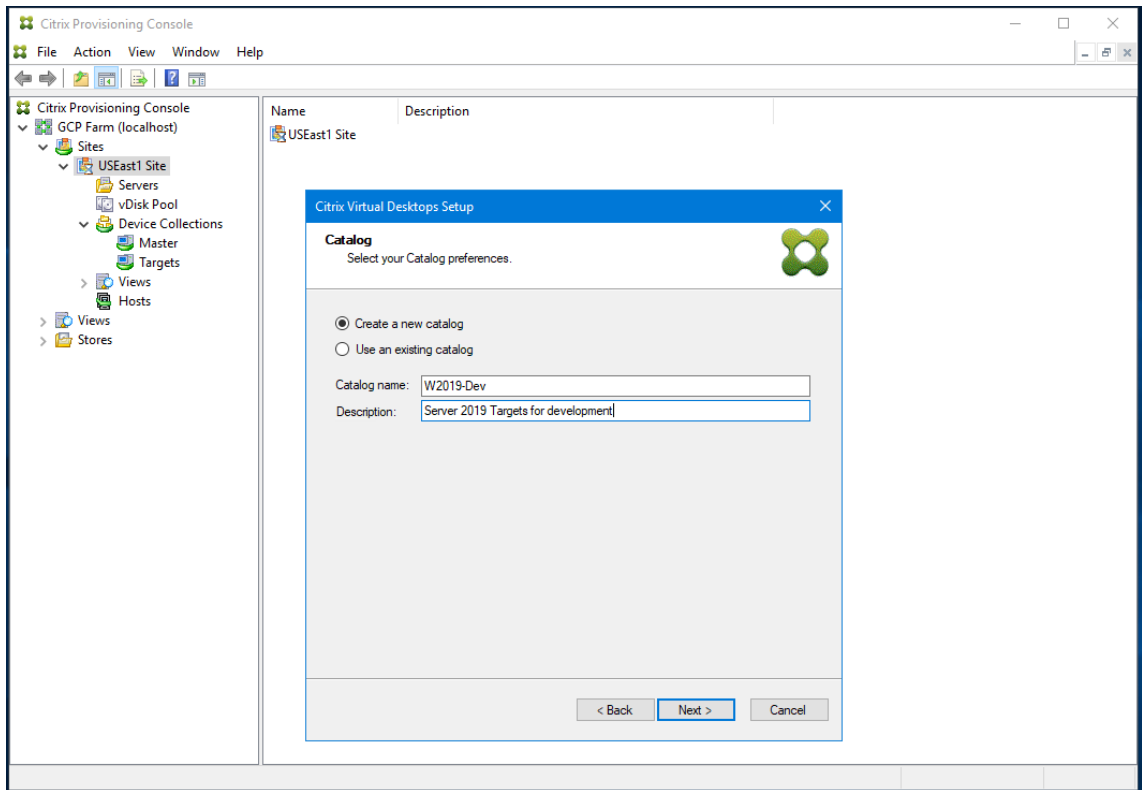 Citrix Provisioning Console
File Action View Window Help
Citrix Provisioning Console
GCP Farm (localhost)
Sites
USEast1 Site
Servers
vDisk Pool
Device Collections
Master
Targets
Views
Hosts
Views
Stores
Name Description
USEast1 Site
Citrix Virtual Desktops Setup
Catalog
Select your Catalog preferences.
Create a new catalog
Use an existing catalog
Catalog name: W2019-Dev
Description: Server 2019 Targets for development
< Back Next > Cancel